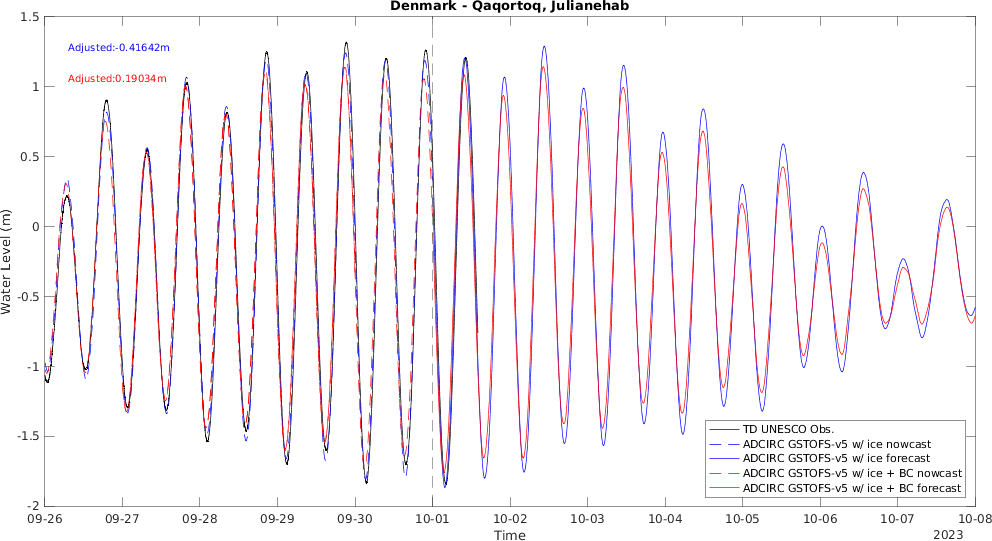 Denmark - Qaqortoq, Julianehab
1.5
1
0.5
0
-0.5
-1
-1.5
-2
Water Level (m)
Adjusted:-0.41642m
Adjusted:0.19034m
TD UNESCO Obs.
ADCIRC GSTOFS-v5 w/ ice nowcast
ADCIRC GSTOFS-v5 w/ ice forecast
ADCIRC GSTOFS-v5 w/ ice + BC nowcast
ADCIRC GSTOFS-v5 w/ ice + BC forecast
09-26 09-27 09-28 09-29 09-30 10-01 10-02 10-03 10-04 10-05 10-06 10-07 10-08
Time
2023